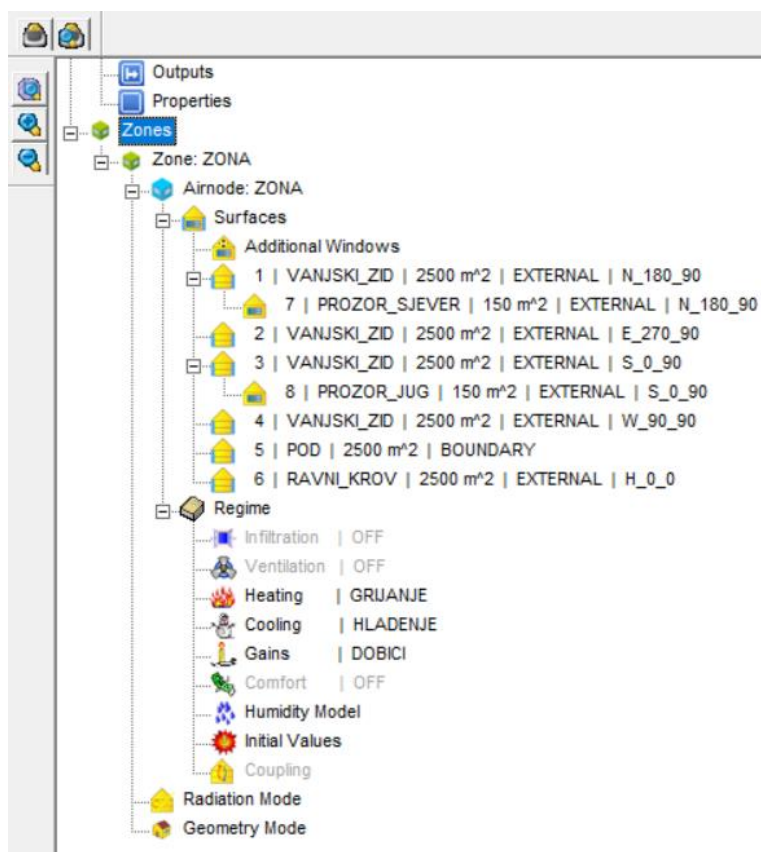 Outputs
Properties
Zones
Zone: ZONA
Airnode: ZONA
Surfaces
Additional Windows
1 | VANJSKI_ZID | 2500 m^2 | EXTERNAL | N_180_90
7 | PROZOR_SJEVER | 150 m^2 | EXTERNAL | N_180_90
2 | VANJSKI_ZID | 2500 m^2 | EXTERNAL | E_270_90
3 | VANJSKI_ZID | 2500 m^2 | EXTERNAL | S_0_90
8 | PROZOR_JUG | 150 m^2 | EXTERNAL | S_0_90
4 | VANJSKI_ZID | 2500 m^2 | EXTERNAL | W_90_90
5 | POD | 2500 m^2 | BOUNDARY
6 | RAVNI_KROV | 2500 m^2 | EXTERNAL | H_0_0
Regime
Infiltration | OFF
Ventilation | OFF
Heating | GRIJANJE
Cooling | HLADENJE
Gains | DOBICI
Comfort | OFF
Humidity Model
Initial Values
Coupling
Radiation Mode
Geometry Mode